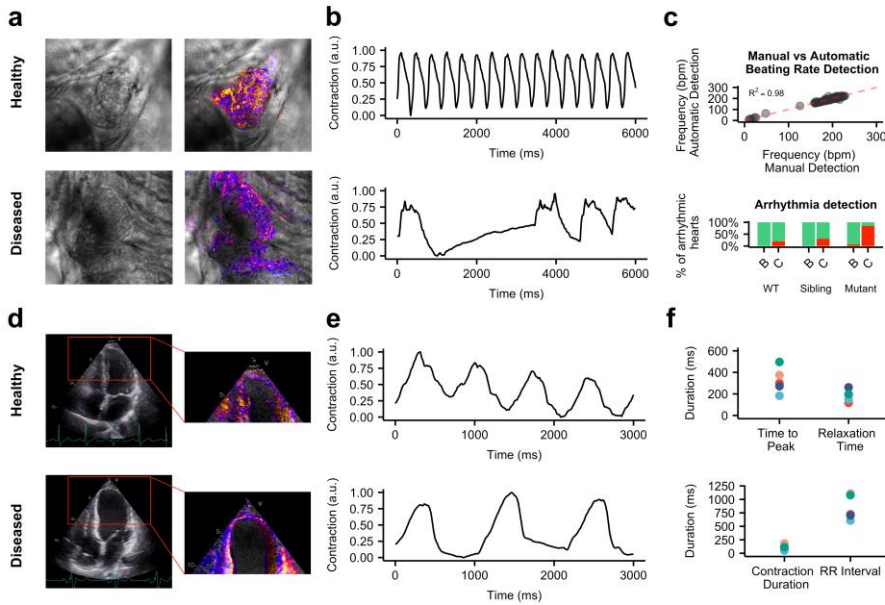 a
b
c
Healthy
Diseased
Contraction (a.u.)
1.00
0.75
0.50
0.25
0.00
0
2000
4000
6000
Time (ms)
Contraction (a.u.)
1.00
0.75
0.50
0.25
0.00
0
2000
4000
6000
Time (ms)
Manual vs Automatic
Beating Rate Detection
Frequency (bpm)
Automatic Detection
300
200
100
0
R² = 0.98
0
100
200
300
Frequency (bpm)
Manual Detection
Arrhythmia detection
% of arrhythmic
hearts
100%
50%
0%
B
C
B
C
B
C
WT
Sibling
Mutant
d
e
f
Healthy
Diseased
V
5
V
5
10
Contraction (a.u.)
1.00
0.75
0.50
0.25
0.00
0
1000
2000
3000
Time (ms)
Contraction (a.u.)
1.00
0.75
0.50
0.25
0.00
0
1000
2000
3000
Time (ms)
Duration (ms)
600
400
200
0
Time to
Peak
Relaxation
Time
Duration (ms)
1250
1000
750
500
250
0
Contraction
Duration
RR Interval